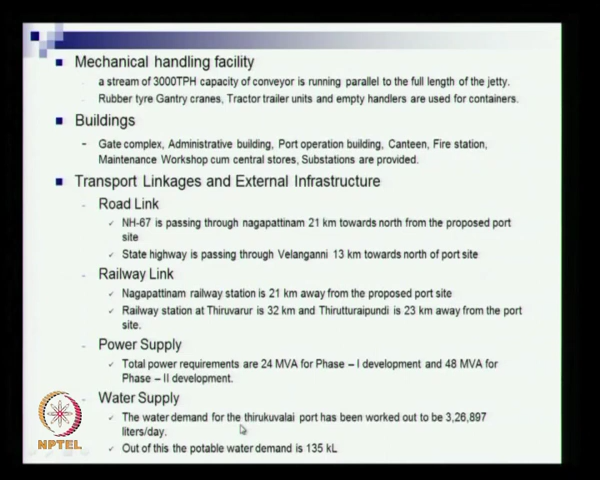 Mechanical handling facility
a stream of 3000TPH capacity of conveyor is running parallel to the full length of the jetty.
Rubber tyre Gantry cranes, Tractor trailer units and empty handlers are used for containers.
Buildings
Gate complex, Administrative building, Port operation building, Canteen, Fire station,
Maintenance Workshop cum central stores, Substations are provided.
Transport Linkages and External Infrastructure
Road Link
NH-67 is passing through nagapattinam 21 km towards north from the proposed port
site
State highway is passing through Velanganni 13 km towards north of port site
Railway Link
Nagapattinam railway station is 21 km away from the proposed port site
Railway station at Thiruvarur is 32 km and Thirutturaipundi is 23 km away from the port
site.
Power Supply
Total power requirements are 24 MVA for Phase – I development and 48 MVA for
Phase – II development.
Water Supply
The water demand for the thirukuvalai port has been worked out to be 3,26,897
liters/day.
Out of this the potable water demand is 135 kL
NPTEL